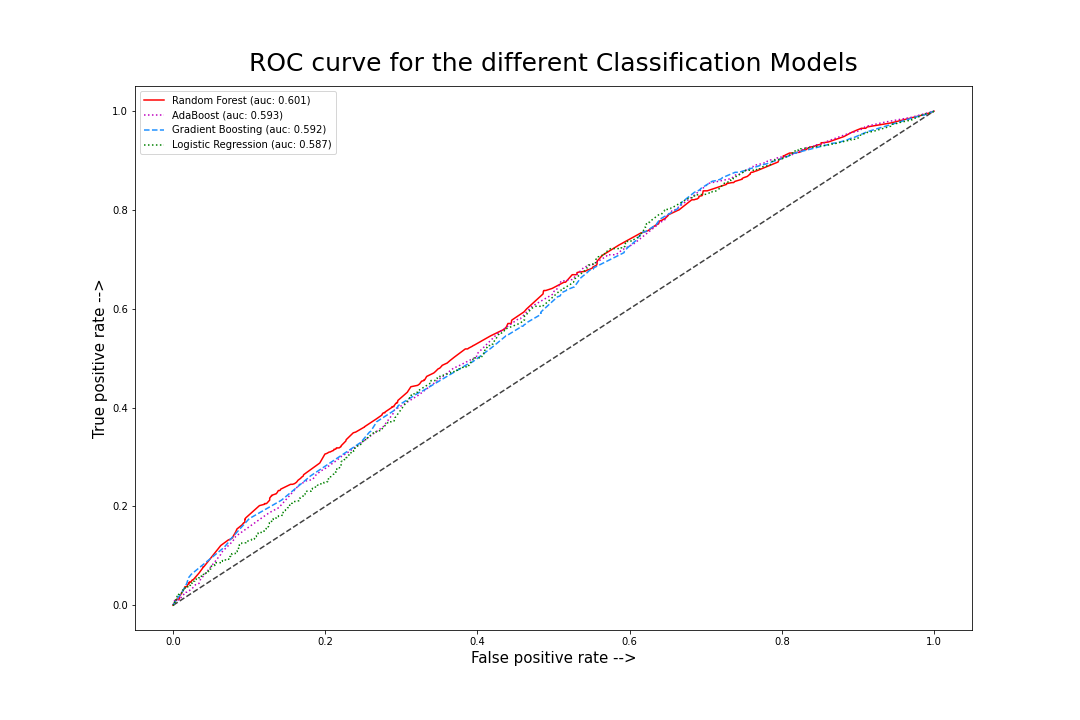 ROC curve for the different Classification Models
Random Forest (auc: 0.601)
AdaBoost (auc: 0.593)
Gradient Boosting (auc: 0.592)
Logistic Regression (auc: 0.587)
1.0
0.8
0.6
0.4
0.2
0.0
True positive rate -->
0.0 0.2 0.4 0.6 0.8 1.0
False positive rate -->